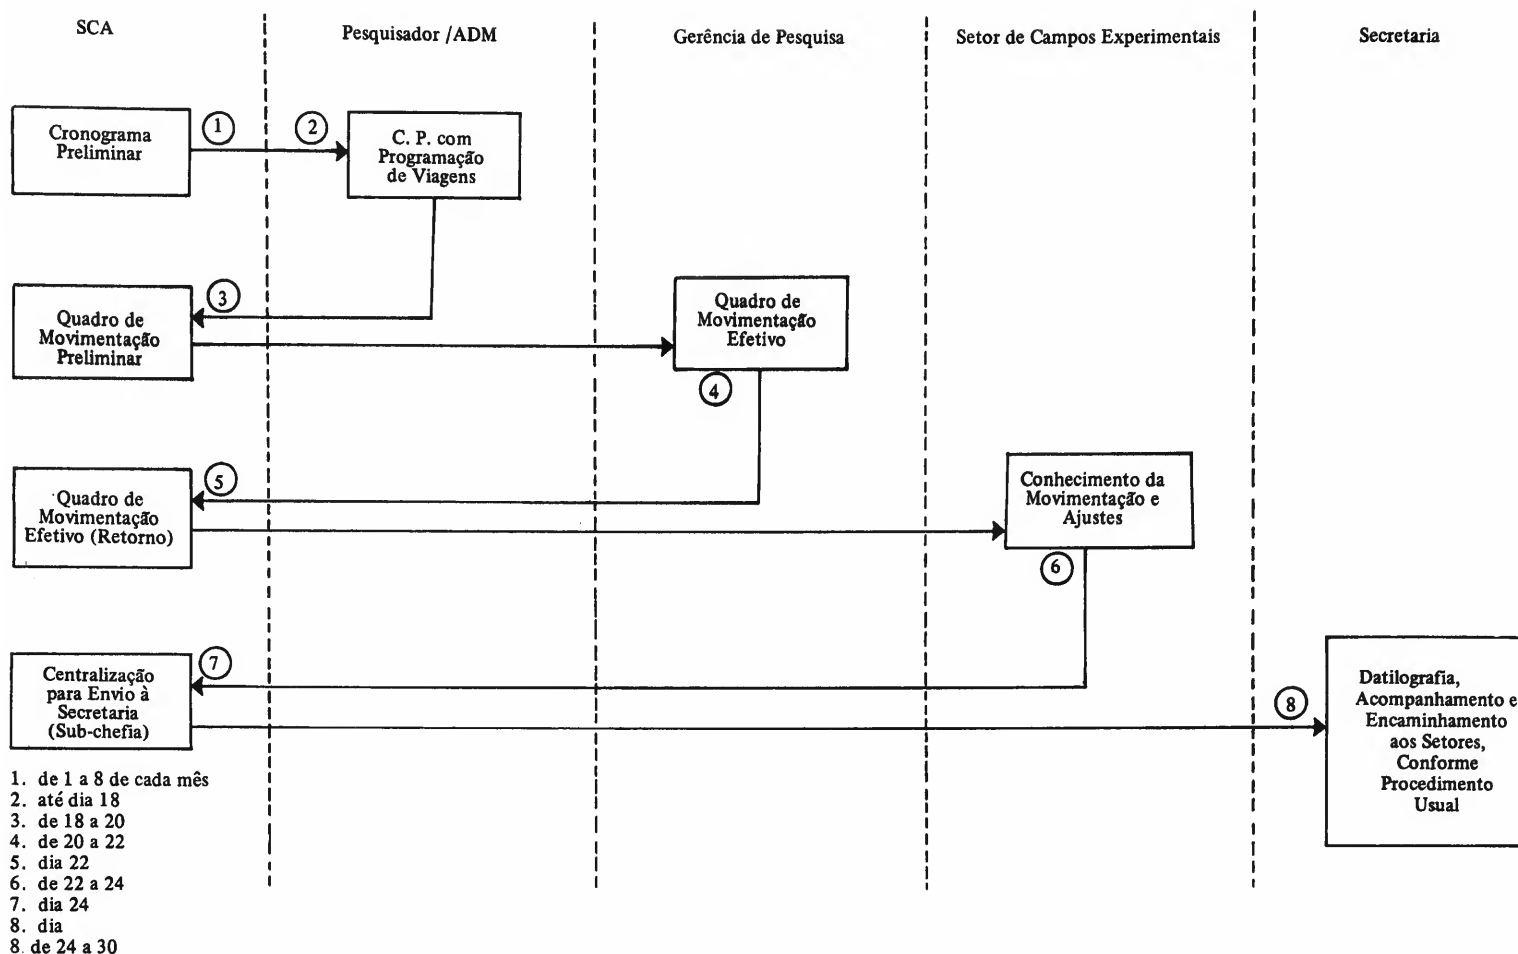 SCA
Pesquisador /ADM
Gerência de Pesquisa
Setor de Campos Experimentais
Secretaria
Cronograma
Preliminar
1
2
C. P. com
Programação
de Viagens
Quadro de
Movimentação
Preliminar
3
Quadro de
Movimentação
Efetivo
4
Quadro de
Movimentação
Efetivo (Retorno)
5
Conhecimento da
Movimentação e
Ajustes
6
Centralização
para Envio à
Secretaria
(Sub-chefia)
7
8
Datilografia,
Acompanhamento e
Encaminhamento
aos Setores,
Conforme
Procedimento
Usual
1. de 1 a 8 de cada mês
2. até dia 18
3. de 18 a 20
4. de 20 a 22
5. dia 22
6. de 22 a 24
7. dia 24
8. dia
8. de 24 a 30